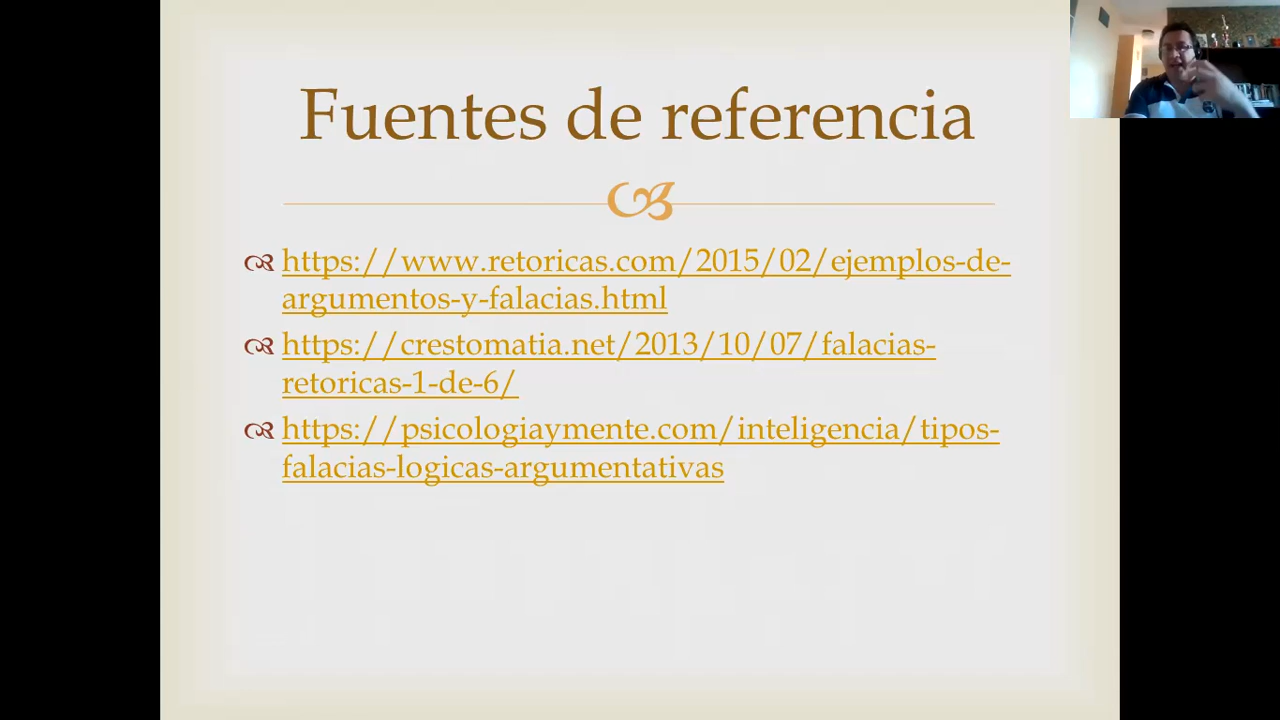 Fuentes de referencia
https://www.retoricas.com/2015/02/ejemplos-de-
argumentos-y-falacias.html
https://crestomatia.net/2013/10/07/falacias-
retoricas-1-de-6/
https://psicologiaymente.com/inteligencia/tipos-
falacias-logicas-argumentativas